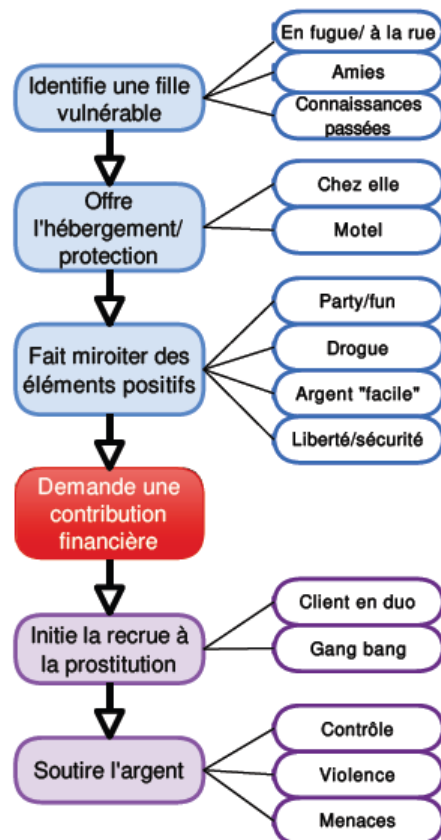 En fugue/ à la rue
Identifie une fille
vulnérable
Amies
Connaissances
passées
Offre
l'hébergement/
protection
Chez elle
Motel
Fait miroiter des
éléments positifs
Party/fun
Drogue
Argent "facile"
Liberté/sécurité
Demande une
contribution
financière
Initie la recrue à
la prostitution
Client en duo
Gang bang
Soutire l'argent
Contrôle
Violence
Menaces